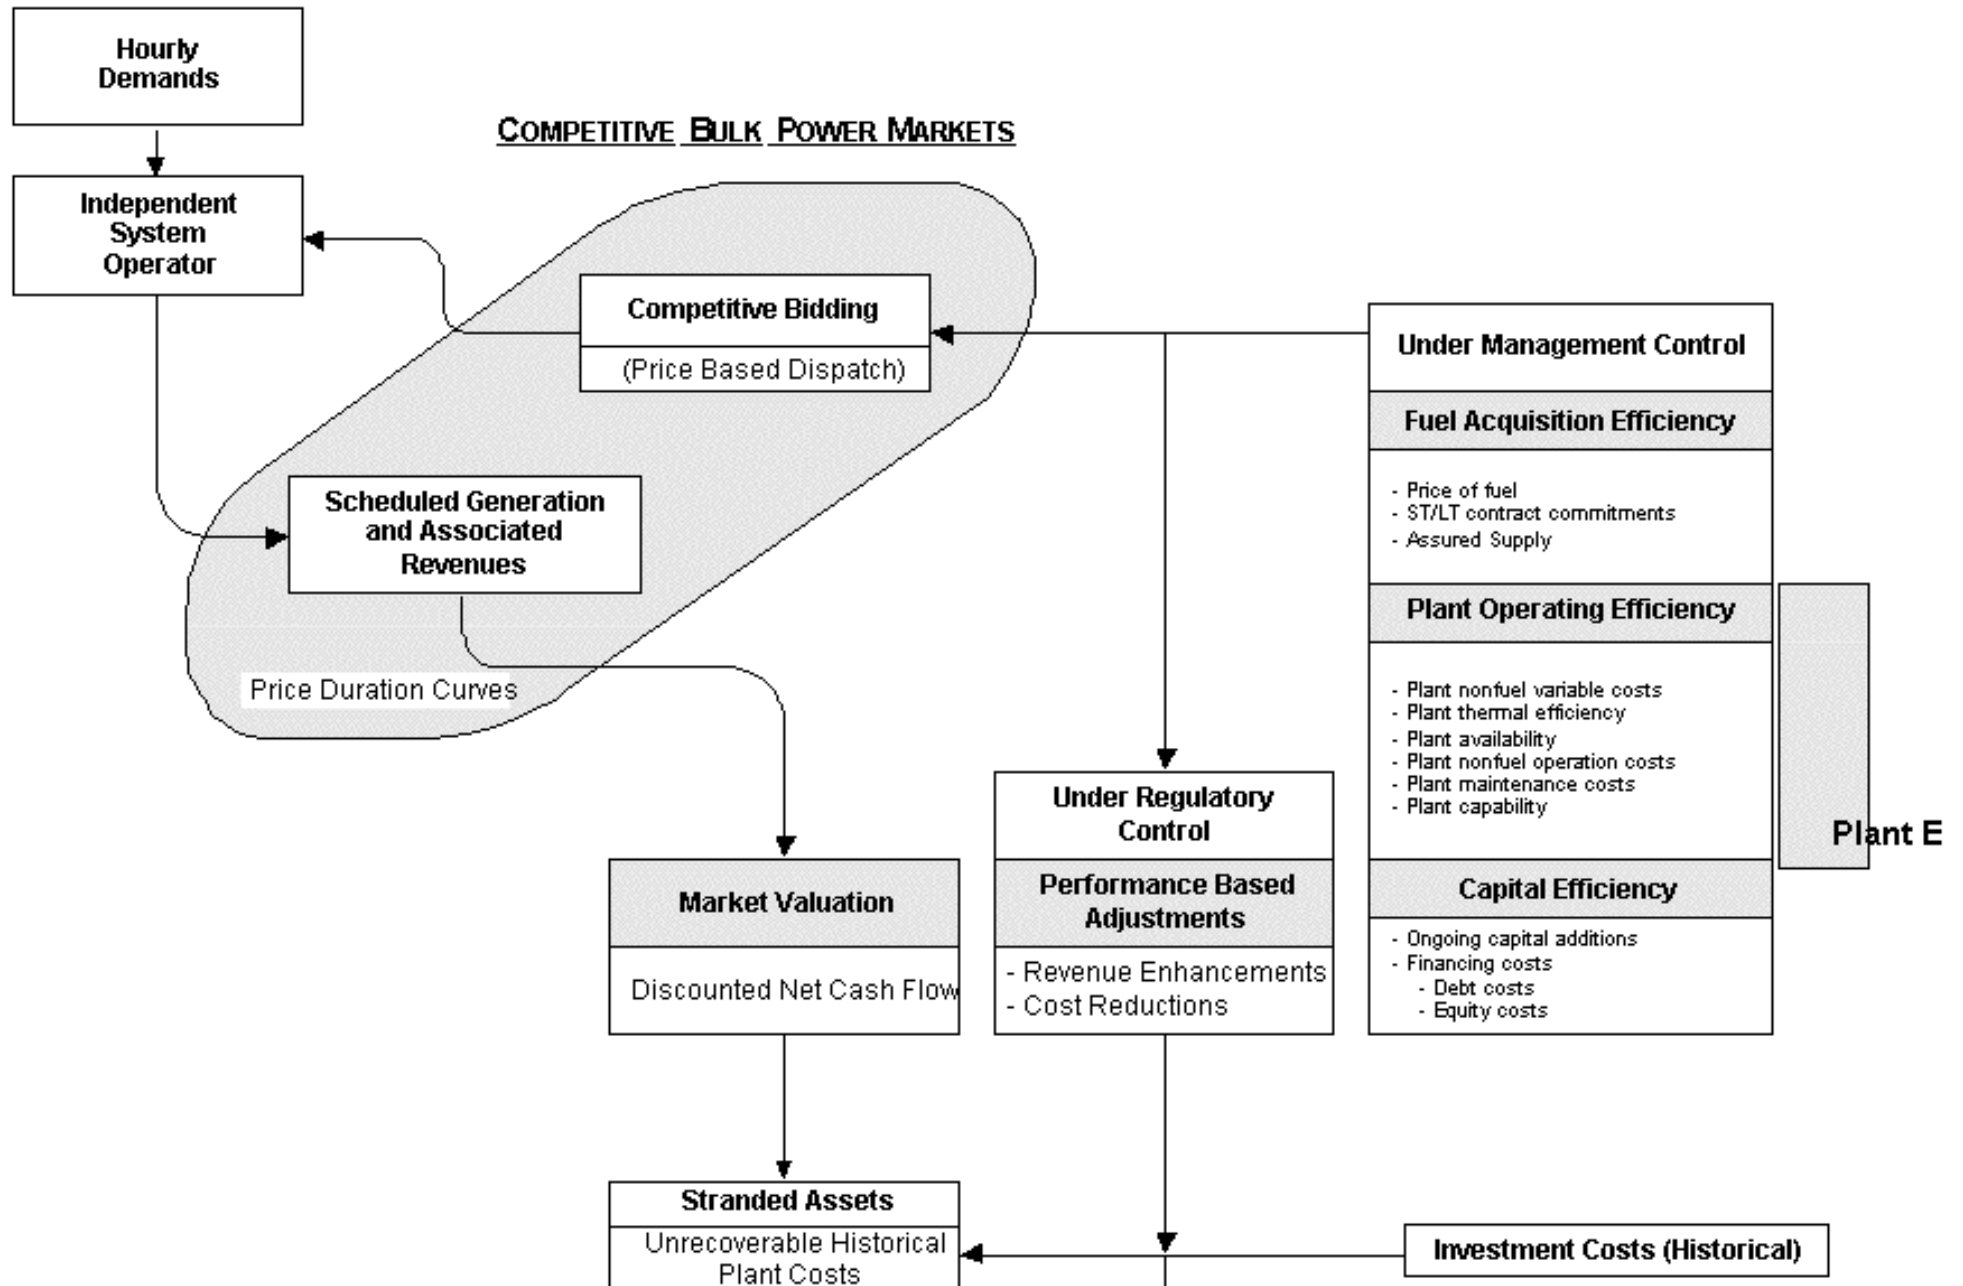 Hourly
Demands
COMPETITIVE BULK POWER MARKETS
Independent
System
Operator
Competitive Bidding
(Price Based Dispatch)
Under Management Control
Fuel Acquisition Efficiency
- Price of fuel
- ST/LT contract commitments
- Assured Supply
Scheduled Generation
and Associated
Revenues
Price Duration Curves
Plant Operating Efficiency
- Plant nonfuel variable costs
- Plant thermal efficiency
- Plant availability
- Plant nonfuel operation costs
- Plant maintenance costs
- Plant capability
Plant E
Under Regulatory
Control
Performance Based
Adjustments
- Revenue Enhancements
- Cost Reductions
Market Valuation
Discounted Net Cash Flow
Capital Efficiency
- Ongoing capital additions
- Financing costs
- Debt costs
- Equity costs
Stranded Assets
Unrecoverable Historical
Plant Costs
Investment Costs (Historical)